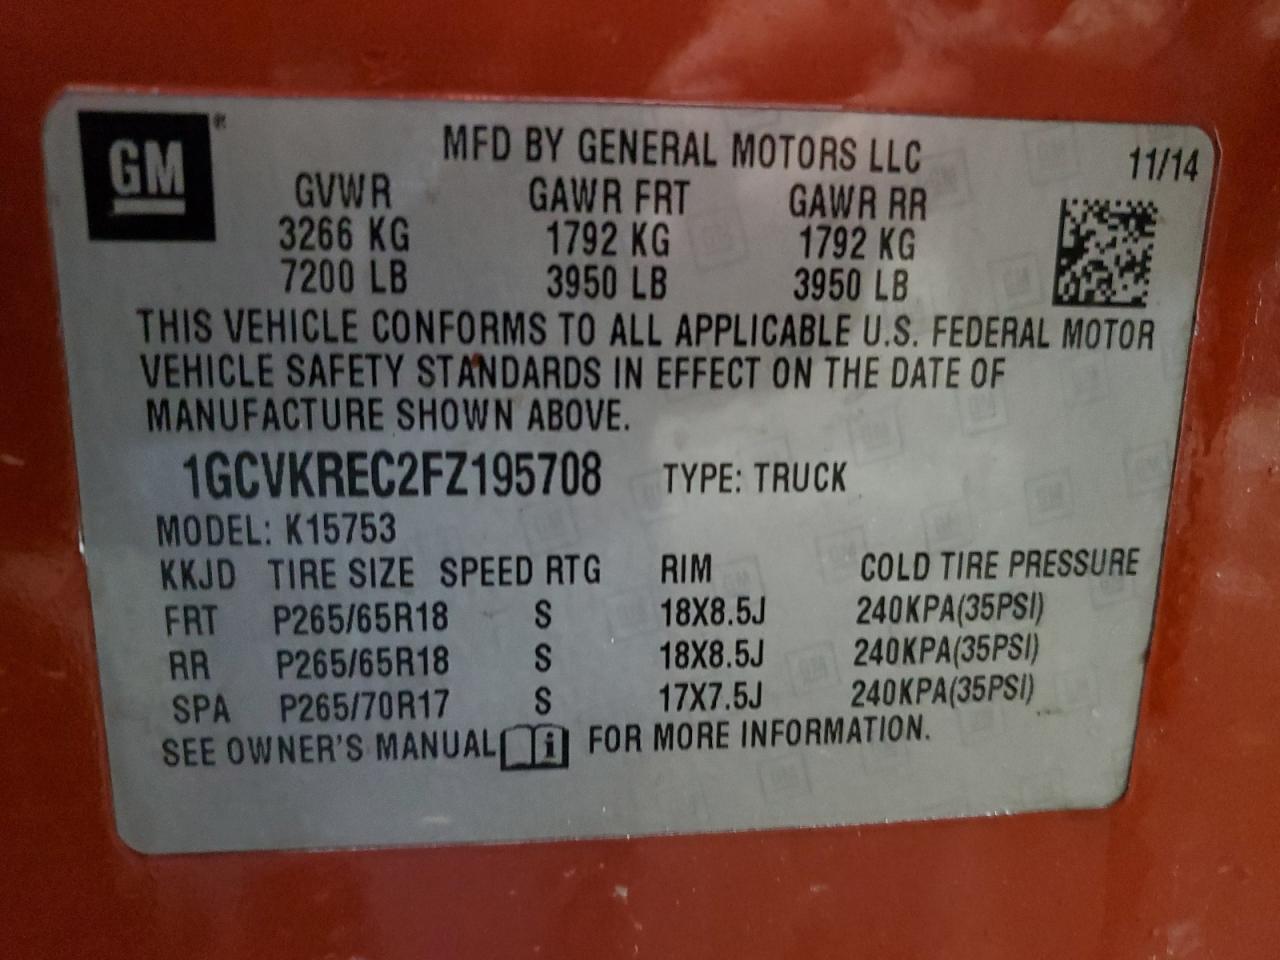 GM®
MFD BY GENERAL MOTORS LLC 11/14
GVWR GAWR FRT GAWR RR
3266 KG 1792 KG 1792 KG
7200 LB 3950 LB 3950 LB
THIS VEHICLE CONFORMS TO ALL APPLICABLE U.S. FEDERAL MOTOR
VEHICLE SAFETY STANDARDS IN EFFECT ON THE DATE OF
MANUFACTURE SHOWN ABOVE.
1GCVKREC2FZ195708 TYPE: TRUCK
MODEL: K15753
KKJD TIRE SIZE SPEED RTG RIM COLD TIRE PRESSURE
FRT P265/65R18 S 18X8.5J 240KPA(35PSI)
RR P265/65R18 S 18X8.5J 240KPA(35PSI)
SPA P265/70R17 S 17X7.5J 240KPA(35PSI)
SEE OWNER'S MANUAL i FOR MORE INFORMATION.